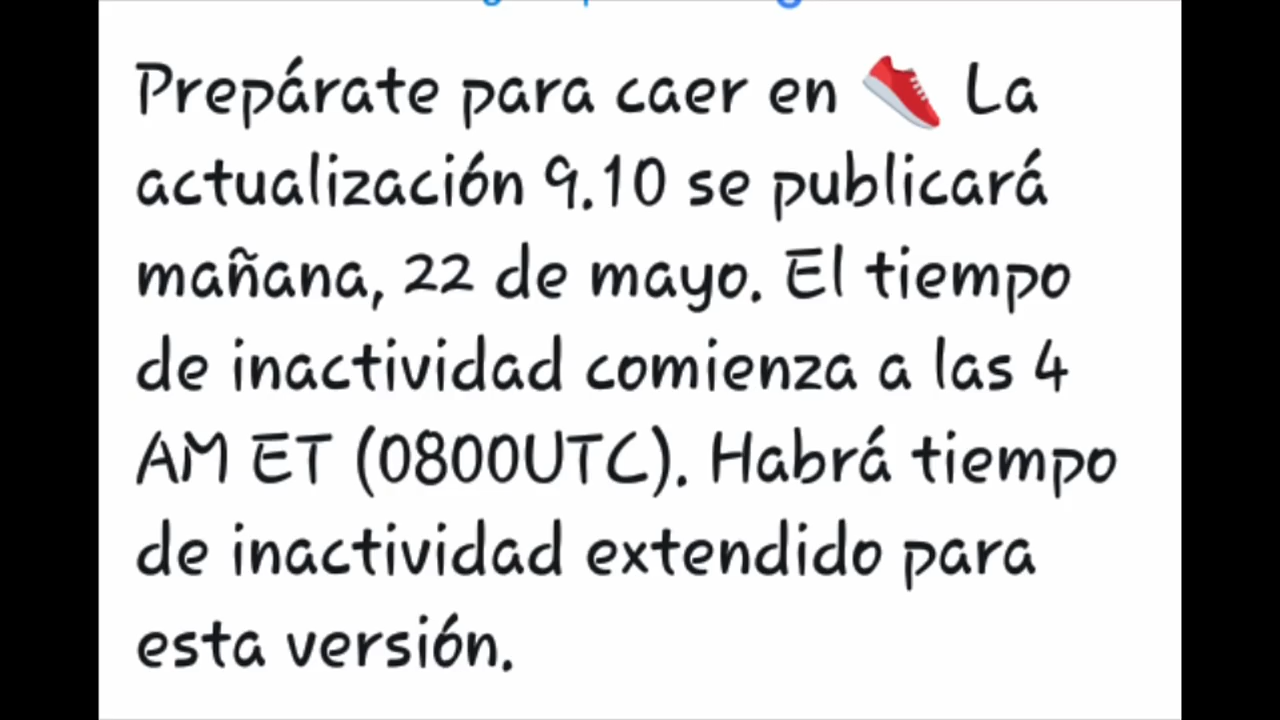 Prepárate para caer en 👟 La
actualización 9.10 se publicará
mañana, 22 de mayo. El tiempo
de inactividad comienza a las 4
AM ET (0800UTC). Habrá tiempo
de inactividad extendido para
esta versión.